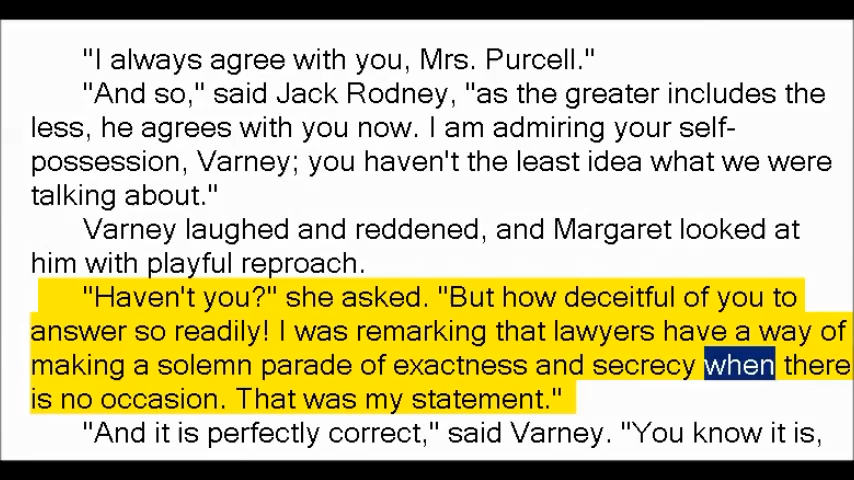 "I always agree with you, Mrs. Purcell."
"And so," said Jack Rodney, "as the greater includes the
less, he agrees with you now. I am admiring your self-
possession, Varney; you haven't the least idea what we were
talking about."
Varney laughed and reddened, and Margaret looked at
him with playful reproach.
"Haven't you?" she asked. "But how deceitful of you to
answer so readily! I was remarking that lawyers have a way of
making a solemn parade of exactness and secrecy when there
is no occasion. That was my statement."
"And it is perfectly correct," said Varney. "You know it is,